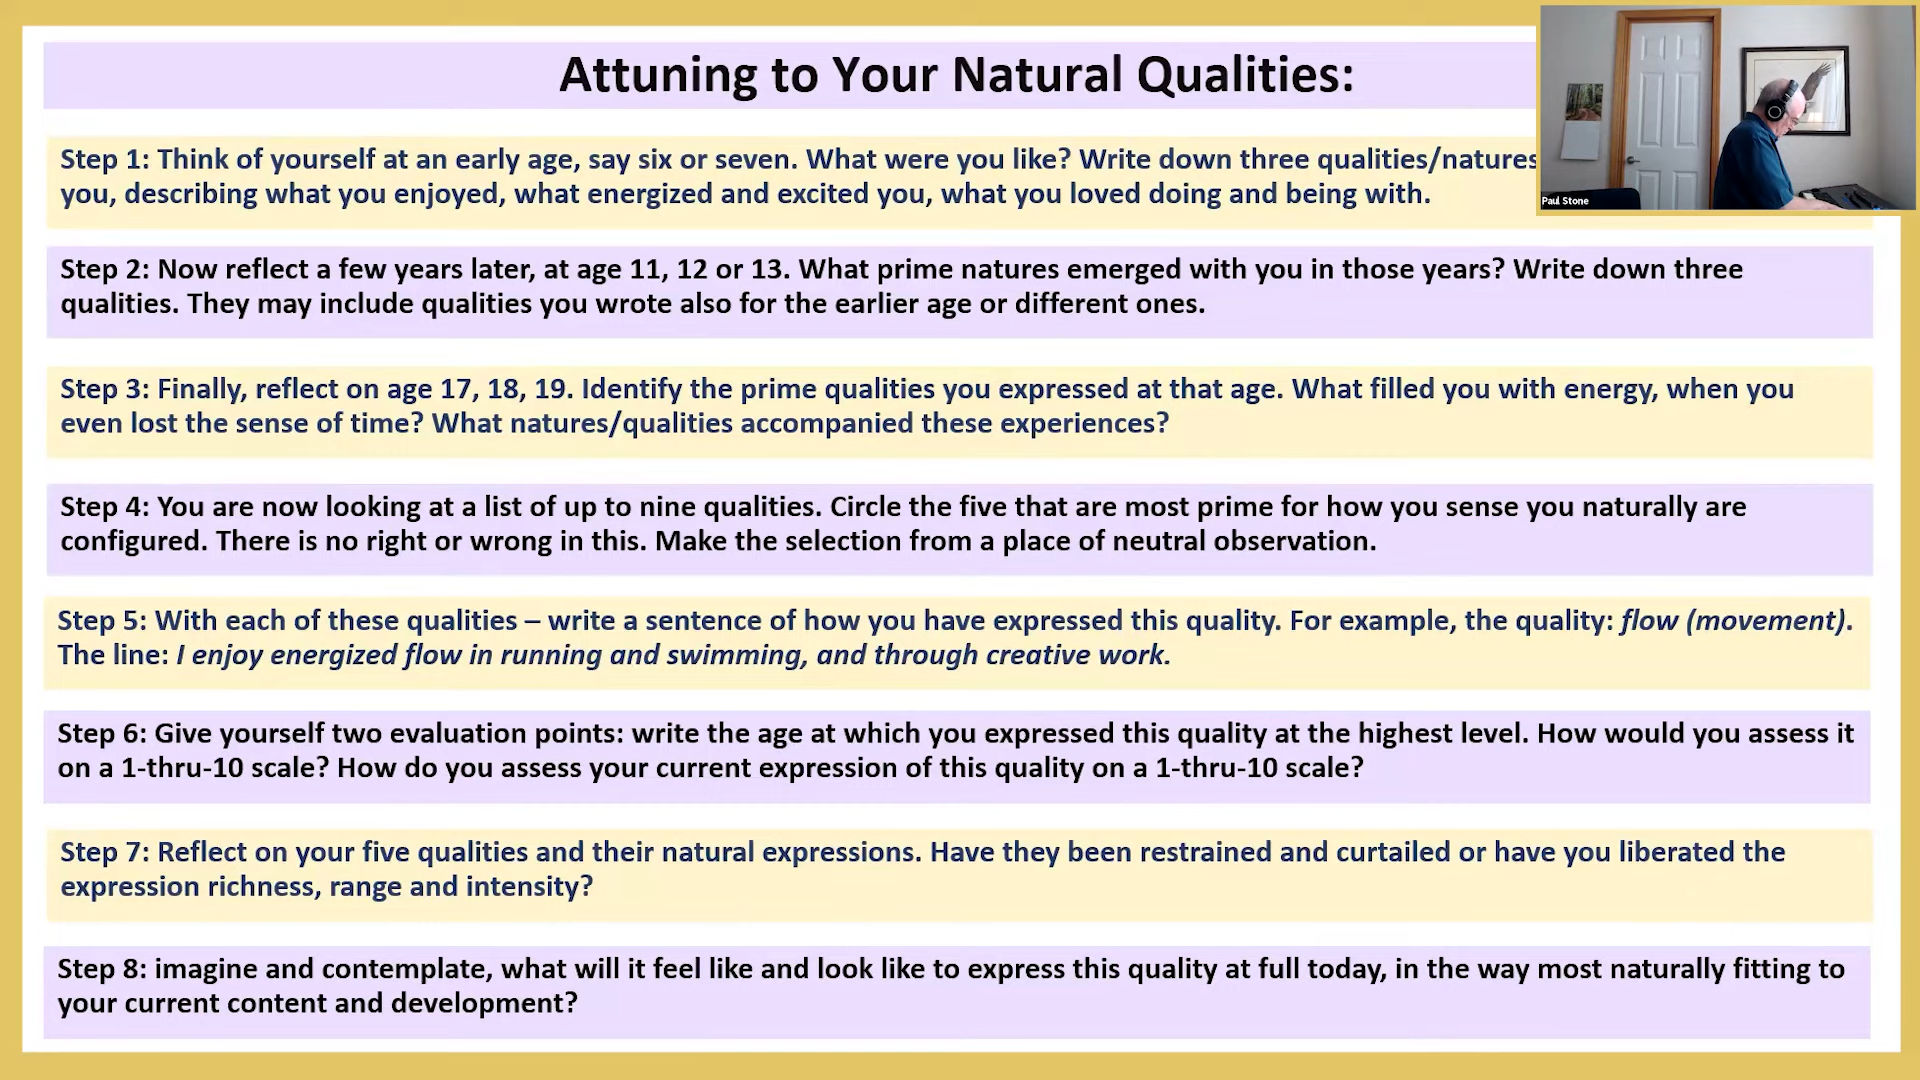 Attuning to Your Natural Qualities:
Step 1: Think of yourself at an early age, say six or seven. What were you like? Write down three qualities/natures
you, describing what you enjoyed, what energized and excited you, what you loved doing and being with.
Paul Stone
Step 2: Now reflect a few years later, at age 11, 12 or 13. What prime natures emerged with you in those years? Write down three
qualities. They may include qualities you wrote also for the earlier age or different ones.
Step 3: Finally, reflect on age 17, 18, 19. Identify the prime qualities you expressed at that age. What filled you with energy, when you
even lost the sense of time? What natures/qualities accompanied these experiences?
Step 4: You are now looking at a list of up to nine qualities. Circle the five that are most prime for how you sense you naturally are
configured. There is no right or wrong in this. Make the selection from a place of neutral observation.
Step 5: With each of these qualities – write a sentence of how you have expressed this quality. For example, the quality: flow (movement).
The line: I enjoy energized flow in running and swimming, and through creative work.
Step 6: Give yourself two evaluation points: write the age at which you expressed this quality at the highest level. How would you assess it
on a 1-thru-10 scale? How do you assess your current expression of this quality on a 1-thru-10 scale?
Step 7: Reflect on your five qualities and their natural expressions. Have they been restrained and curtailed or have you liberated the
expression richness, range and intensity?
Step 8: imagine and contemplate, what will it feel like and look like to express this quality at full today, in the way most naturally fitting to
your current content and development?